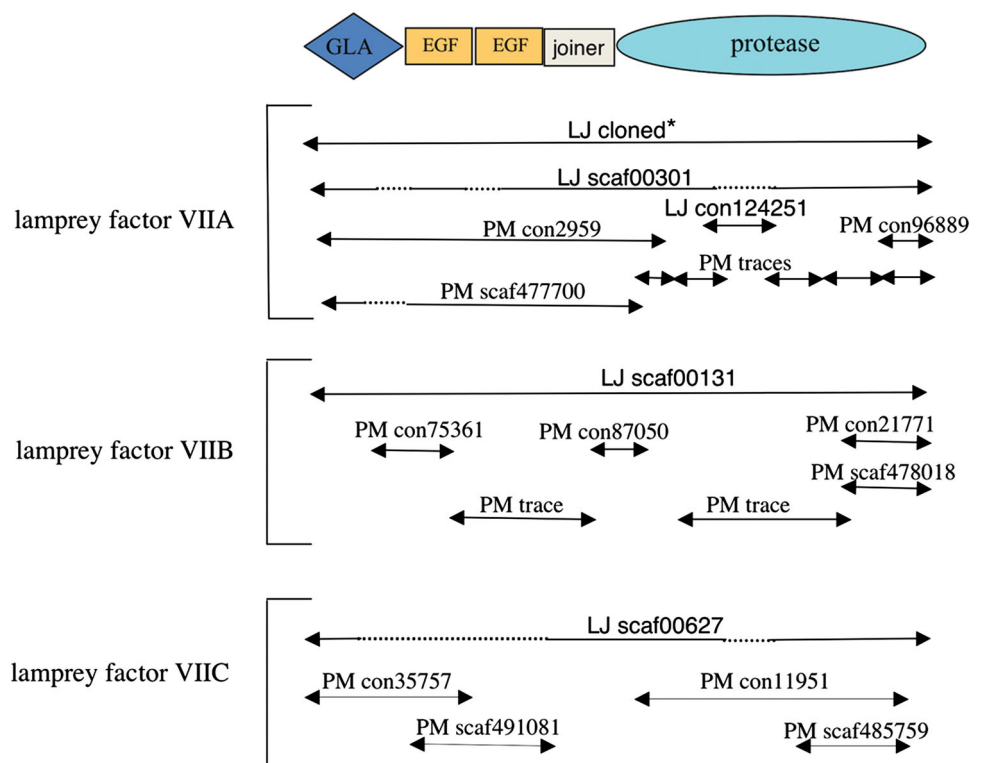 GLA EGF EGF joiner protease
LJ cloned*
LJ scaf00301
lamprey factor VIIA
LJ con124251
PM con2959
PM con96889
PM traces
PM scaf477700
LJ scaf00131
lamprey factor VIIB
PM con75361
PM con87050
PM con21771
PM scaf478018
PM trace
PM trace
LJ scaf00627
lamprey factor VIIC
PM con35757
PM con11951
PM scaf491081
PM scaf485759